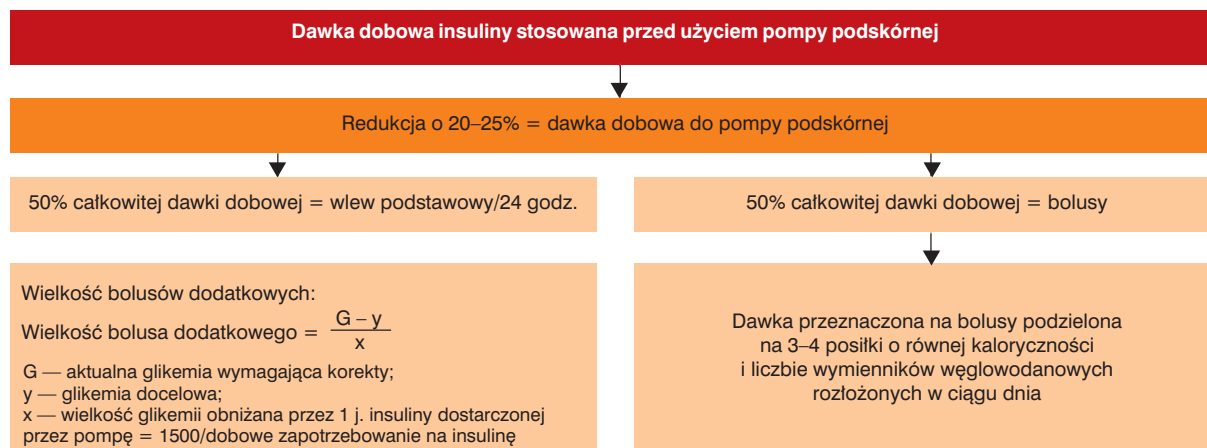 Dawka dobowa insuliny stosowana przed użyciem pompy podskórnej
Redukcja o 20–25% = dawka dobowa do pompy podskórnej
50% całkowitej dawki dobowej = wlew podstawowy/24 godz.
50% całkowitej dawki dobowej = bolusy
Wielkość bolusów dodatkowych:
Wielkość bolusa dodatkowego = G – y
x
G — aktualna glikemia wymagająca korekty;
y — glikemia docelowa;
x — wielkość glikemii obniżana przez 1 j. insuliny dostarczonej
przez pompę = 1500/dobowe zapotrzebowanie na insulinę
Dawka przeznaczona na bolusy podzielona
na 3–4 posiłki o równej kaloryczności
i liczbie wymienników węglowodanowych
rozłożonych w ciągu dnia